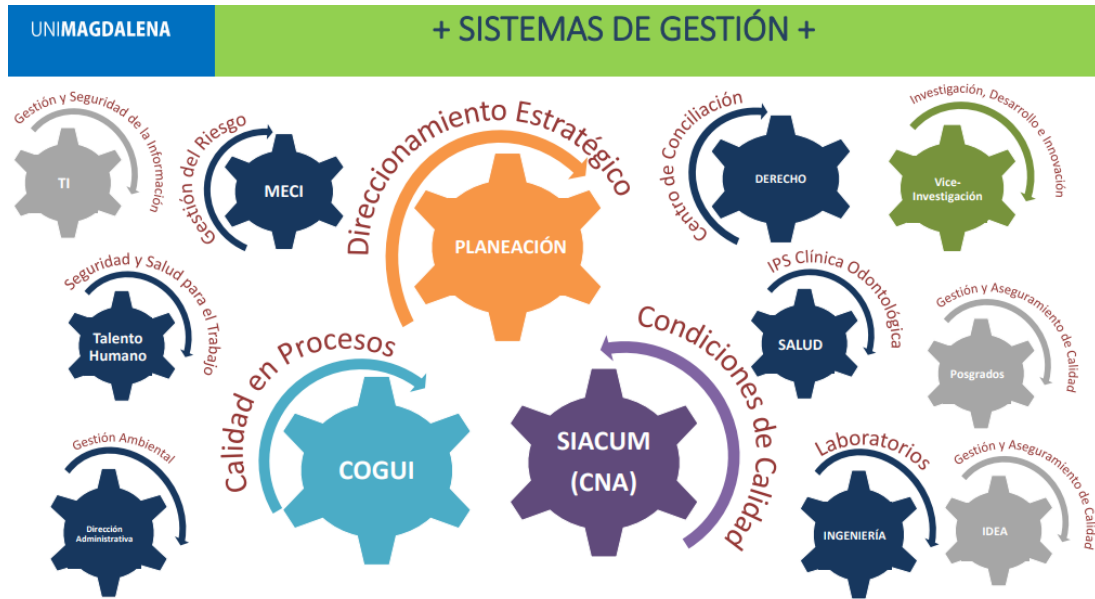 UNIMAGDALENA
+ SISTEMAS DE GESTIÓN +
Gestión y Seguridad de la Información
TI
Gestión del Riesgo
MECI
Direccionamiento Estratégico
PLANEACIÓN
Centro de Conciliación
DERECHO
Investigación, Desarrollo e Innovación
Vice-
Investigación
Seguridad y Salud para el Trabajo
Talento
Humano
IPS Clínica Odontológica
SALUD
Gestión y Aseguramiento de Calidad
Posgrados
Calidad en Procesos
COGUI
Condiciones de Calidad
SIACUM
(CNA)
Gestión Ambiental
Dirección
Administrativa
Laboratorios
INGENIERÍA
Gestión y Aseguramiento de Calidad
IDEA